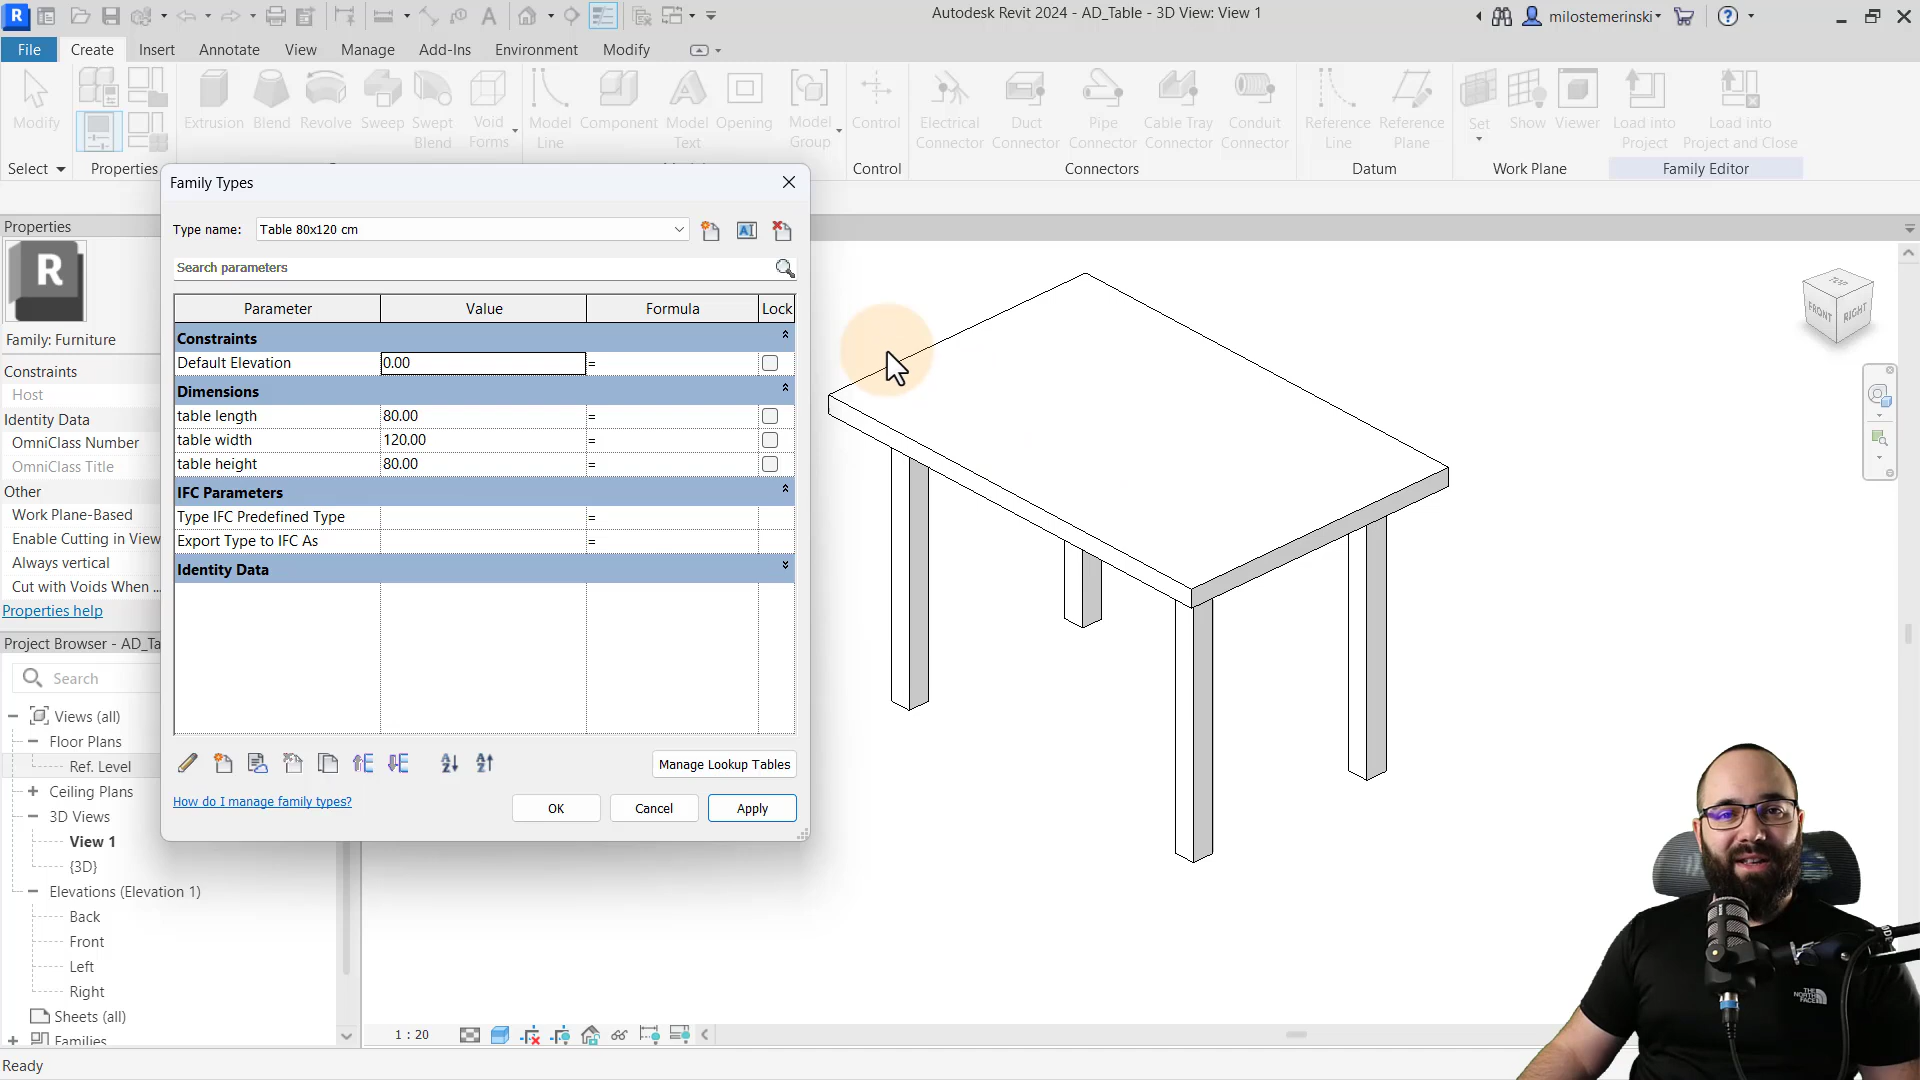 Autodesk Revit 2024 - AD_Table - 3D View: View 1
milostemerinski
File Create Insert Annotate View Manage Add-Ins Environment Modify
Modify
Extrusion Blend Revolve Sweep Swept Blend Void Forms
Model Line Component Model Text Opening Model Group
Control
Electrical Connector Duct Connector Pipe Connector Cable Tray Connector Conduit Connector
Reference Line Reference Plane
Set Show Viewer
Load into Project Load into Project and Close
Select Properties Control Connectors Datum Work Plane Family Editor
Properties
R
Family: Furniture
Constraints
Host
Identity Data
OmniClass Number
OmniClass Title
Other
Work Plane-Based
Enable Cutting in View
Always vertical
Cut with Voids When ...
Properties help
Project Browser - AD_Ta
Search
Views (all)
Floor Plans
Ref. Level
Ceiling Plans
3D Views
View 1
{3D}
Elevations (Elevation 1)
Back
Front
Left
Right
Sheets (all)
Families
Ready
Family Types
Type name: Table 80x120 cm
Search parameters
Parameter Value Formula Lock
Constraints
Default Elevation 0.00 =
Dimensions
table length 80.00 =
table width 120.00 =
table height 80.00 =
IFC Parameters
Type IFC Predefined Type =
Export Type to IFC As =
Identity Data
Manage Lookup Tables
How do I manage family types?
OK Cancel Apply
TOP
FRONT RIGHT
1 : 20
THE NORTH FACE